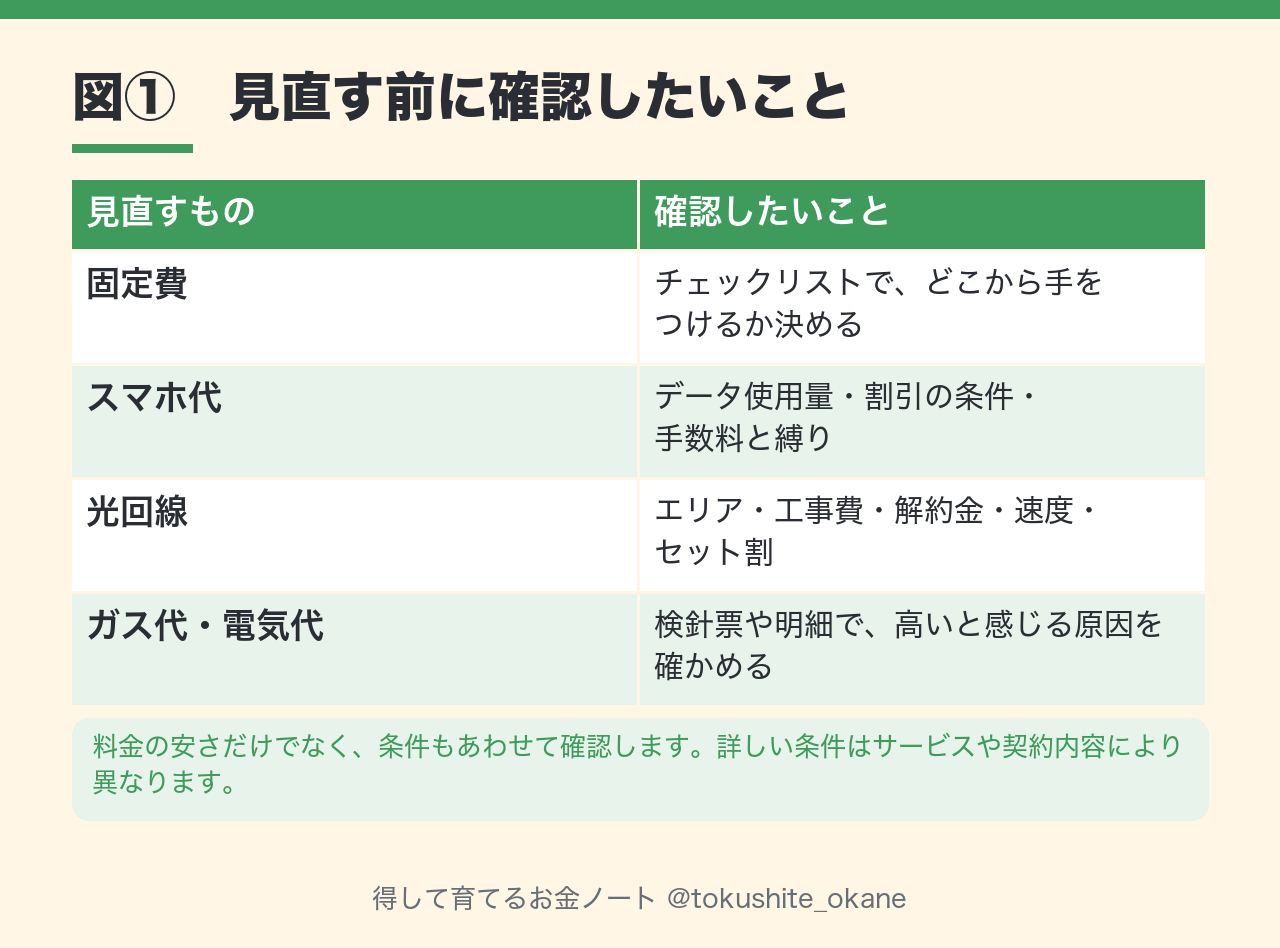 図①　見直す前に確認したいこと
見直すもの
確認したいこと
固定費
チェックリストで、どこから手を
つけるか決める
スマホ代
データ使用量・割引の条件・
手数料と縛り
光回線
エリア・工事費・解約金・速度・
セット割
ガス代・電気代
検針票や明細で、高いと感じる原因を
確かめる
料金の安さだけでなく、条件もあわせて確認します。詳しい条件はサービスや契約内容により
異なります。
得して育てるお金ノート @tokushite_okane